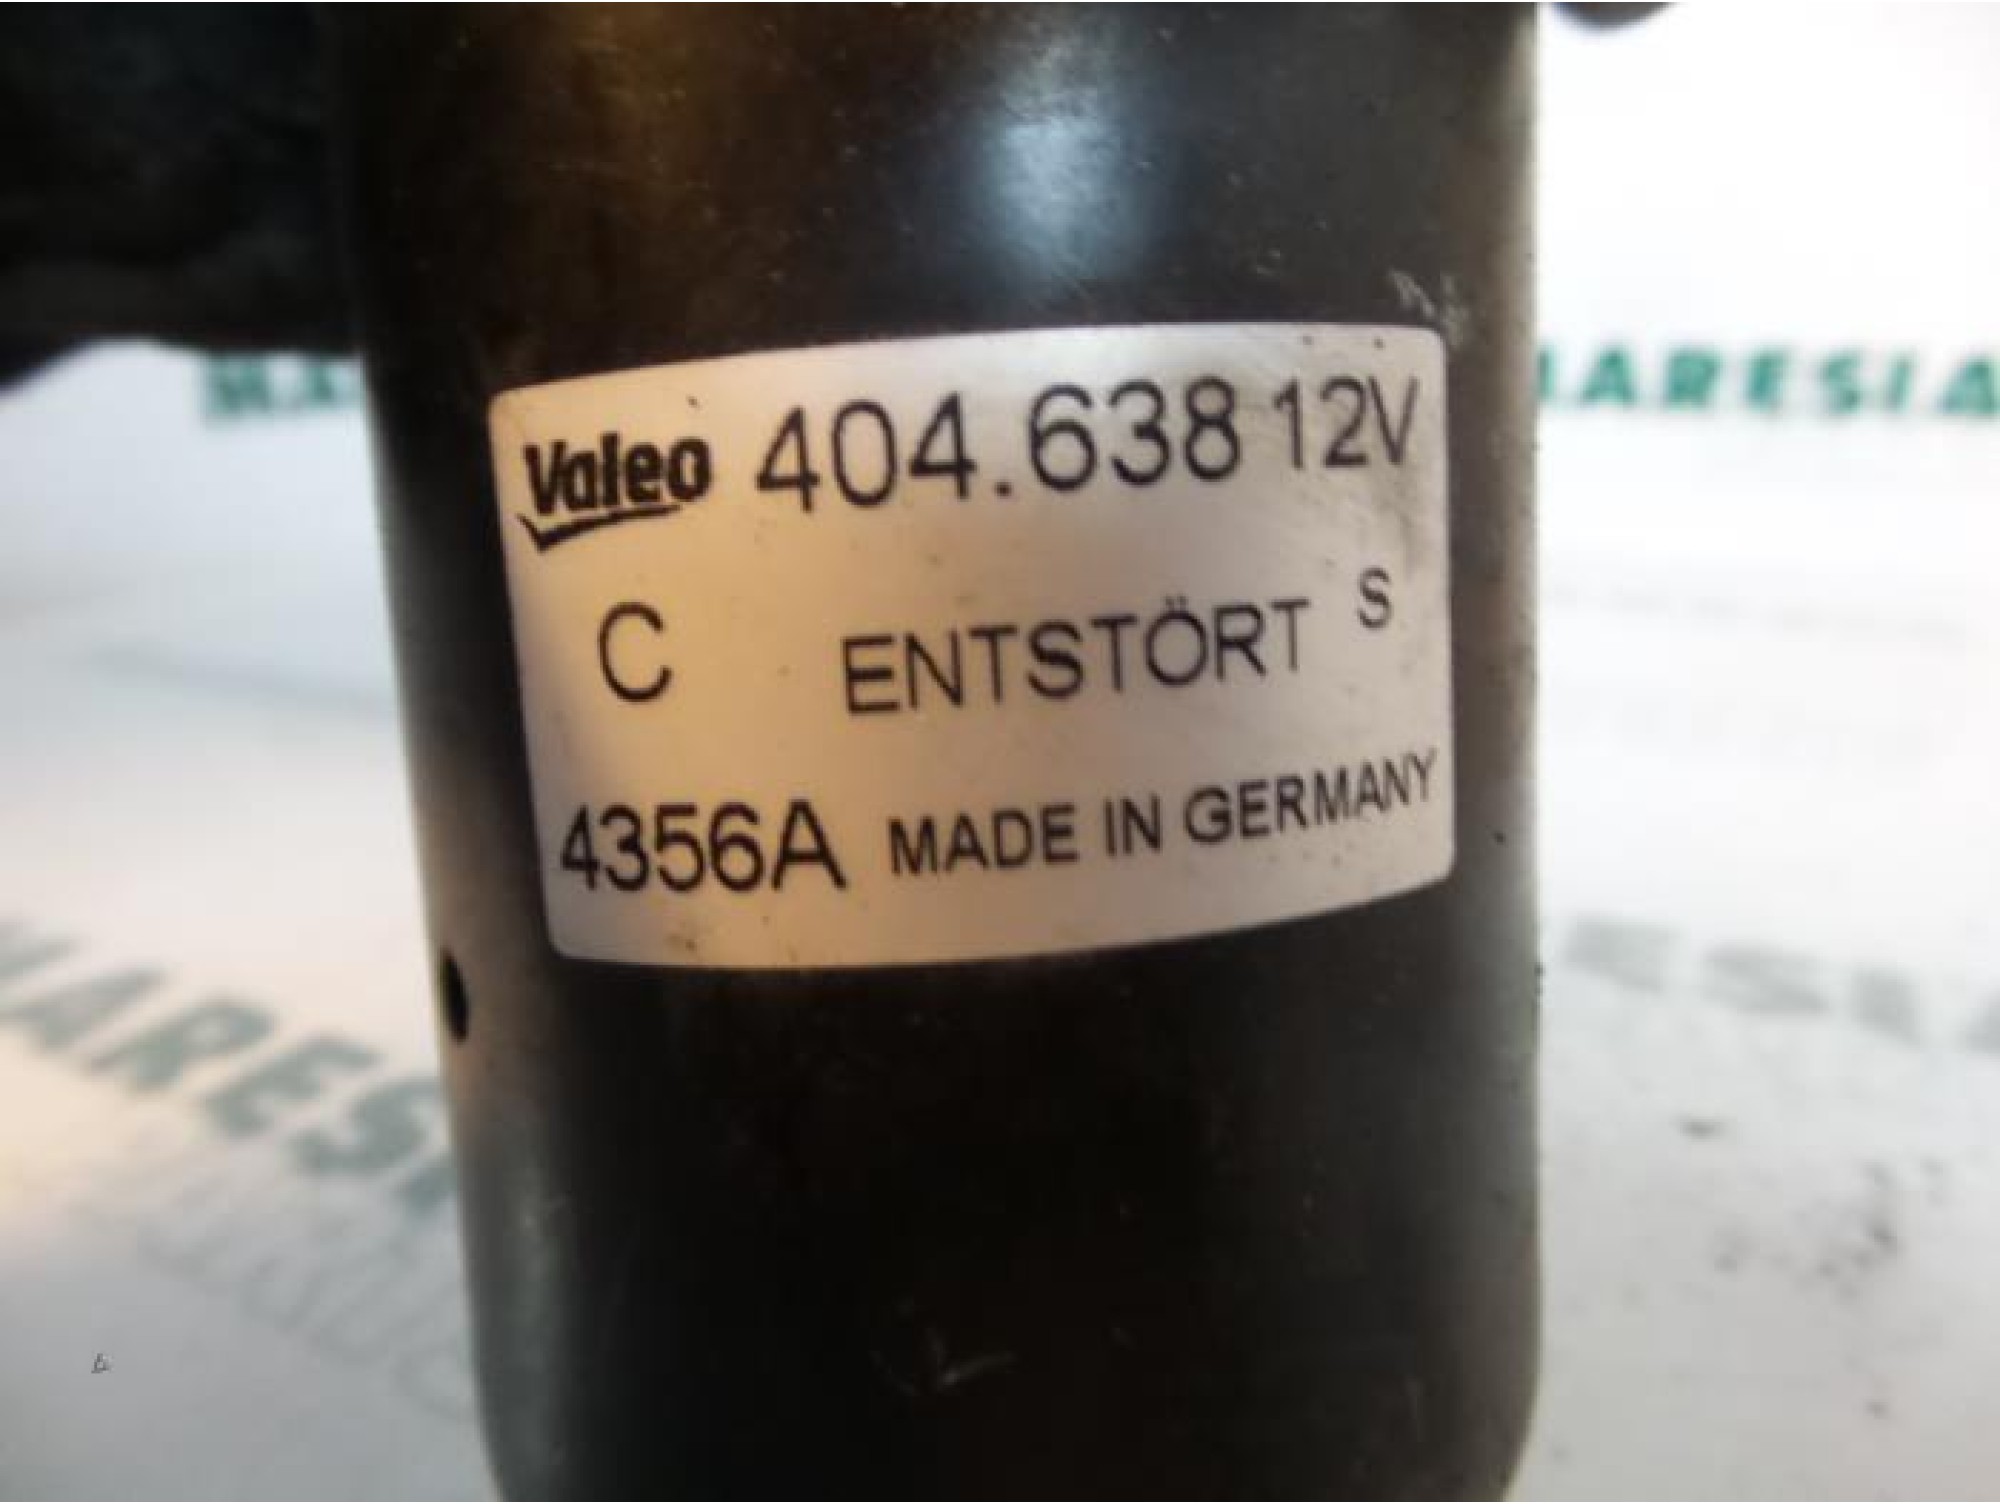 Valeo 404.638 12V
C ENTSTÖRT S
4356A MADE IN GERMANY